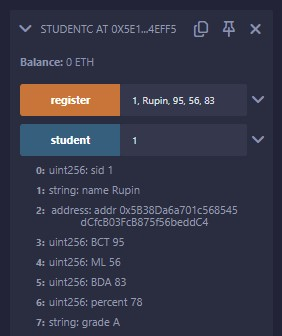 STUDENTC AT 0X5E1...4EFF5
Balance: 0 ETH
register 1, Rupin, 95, 56, 83
student 1
0: uint256: sid 1
1: string: name Rupin
2: address: addr 0x5B38Da6a701c568545
dCfcB03FcB875f56beddC4
3: uint256: BCT 95
4: uint256: ML 56
5: uint256: BDA 83
6: uint256: percent 78
7: string: grade A